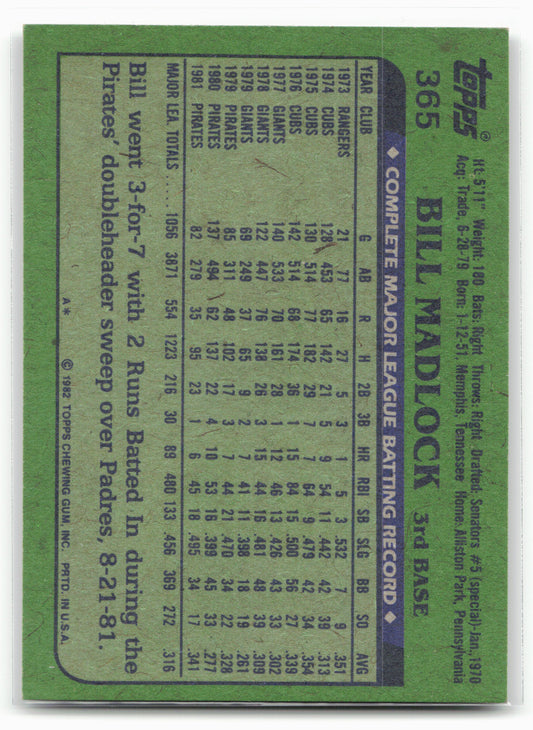 topps®
365 BILL MADLOCK 3rd BASE
Ht: 5'11" Weight: 180 Bats: Right Throws: Right Drafted: Senators #5 (special)-Jan., 1970
Acq: Trade, 6-28-79 Born: 1-12-51, Memphis, Tennessee Home: Alliston Park, Pennsylvania
◆ COMPLETE MAJOR LEAGUE BATTING RECORD ◆
YEAR CLUB G AB R H 2B 3B HR RBI SB SLG BB SO AVG
1973 RANGERS 21 77 16 27 5 3 1 5 3 .532 7 9 .351
1974 CUBS 128 453 65 142 21 5 9 54 11 .442 42 39 .313
1975 CUBS 130 514 77 182 29 7 7 64 9 .479 42 34 .354
1976 CUBS 142 514 68 174 36 1 15 84 15 .500 56 27 .339
1977 GIANTS 140 533 70 161 28 1 12 46 13 .426 43 33 .302
1978 GIANTS 122 447 76 138 26 3 15 44 16 .481 48 39 .309
1979 GIANTS 69 249 37 65 9 2 7 41 11 .398 18 19 .261
1979 PIRATES 85 311 48 102 17 3 7 44 21 .470 34 22 .328
1980 PIRATES 137 494 62 137 22 4 10 53 16 .399 45 33 .277
1981 PIRATES 82 279 35 95 23 1 6 45 18 .495 34 17 .341
MAJOR LEA. TOTALS ..... 1056 3871 554 1223 216 30 89 480 133 .456 369 272 .316
Bill went 3-for-7 with 2 Runs Batted In during the
Pirates' doubleheader sweep over Padres, 8-21-81.
A* © 1982 TOPPS CHEWING GUM, INC. PRTD. IN U.S.A.